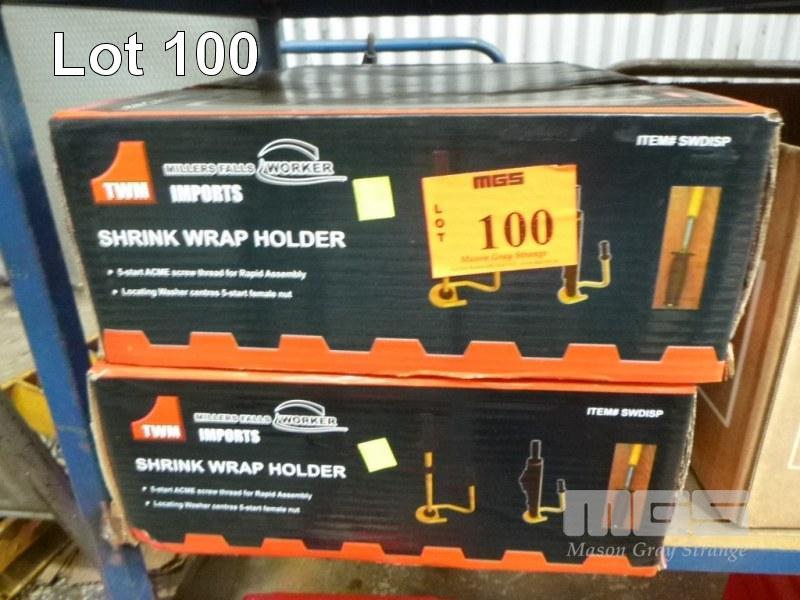 Lot 100
ITEM# SWDISP
TWM
MILLERS FALLS WORKER
IMPORTS
SHRINK WRAP HOLDER
5-start ACME screw thread for Rapid Assembly
Locating Washer centres 5-start female nut
MGS
LOT
100
Mason Gray Strange
ITEM# SWDISP
TWM
MILLERS FALLS WORKER
IMPORTS
SHRINK WRAP HOLDER
5-start ACME screw thread for Rapid Assembly
Locating Washer centres 5-start female nut
MGS
Mason Gray Strange